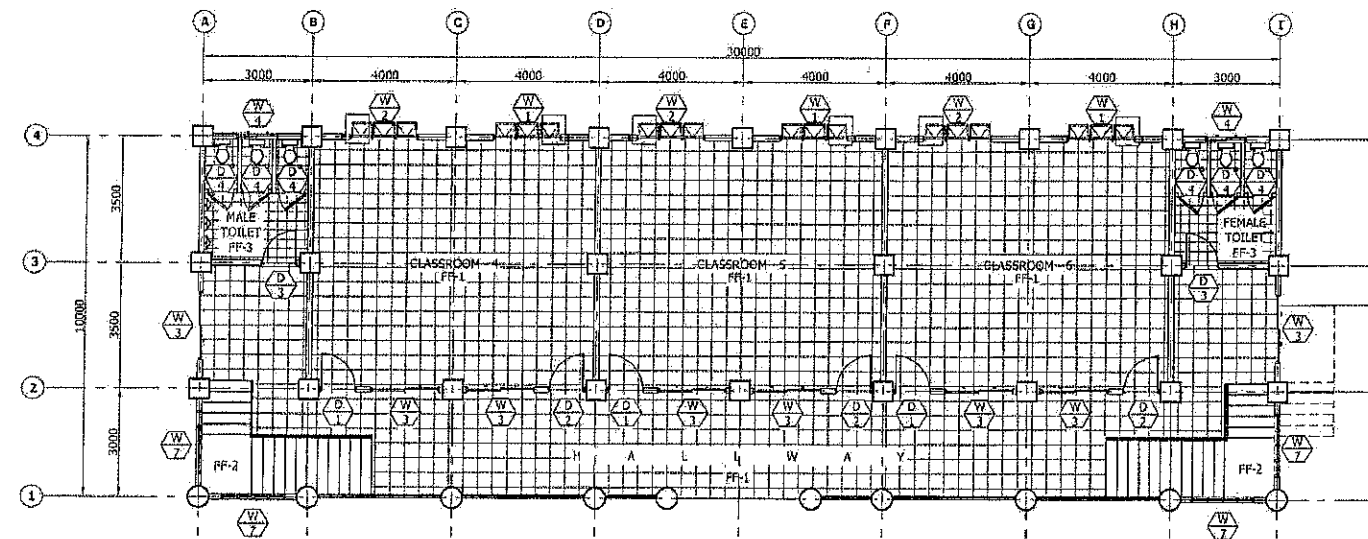 A B C D E F G H I
30000
3000 4000 4000 4000 4000 4000 4000 3000
W 4 W 2 W 1 W 2 W 1 W 2 W 1 W 4
4
D 4 D 4 D 4 D 4 D 4 D 4
3500
MALE TOILET FF-3
FEMALE TOILET FF-3
3
CLASSROOM - 4 FF-1
CLASSROOM - 5 FF-1
CLASSROOM - 6 FF-1
D 3 D 3
10000
3500
W 3 W 3
2
D 1 W 3 W 3 D 2 D 1 W 3 W 3 D 2 D 1 W 3 W 3 D 2
3000
W 7 W 7
H A L L W A Y
FF-2 FF-1 FF-2
1
W 7 W 7